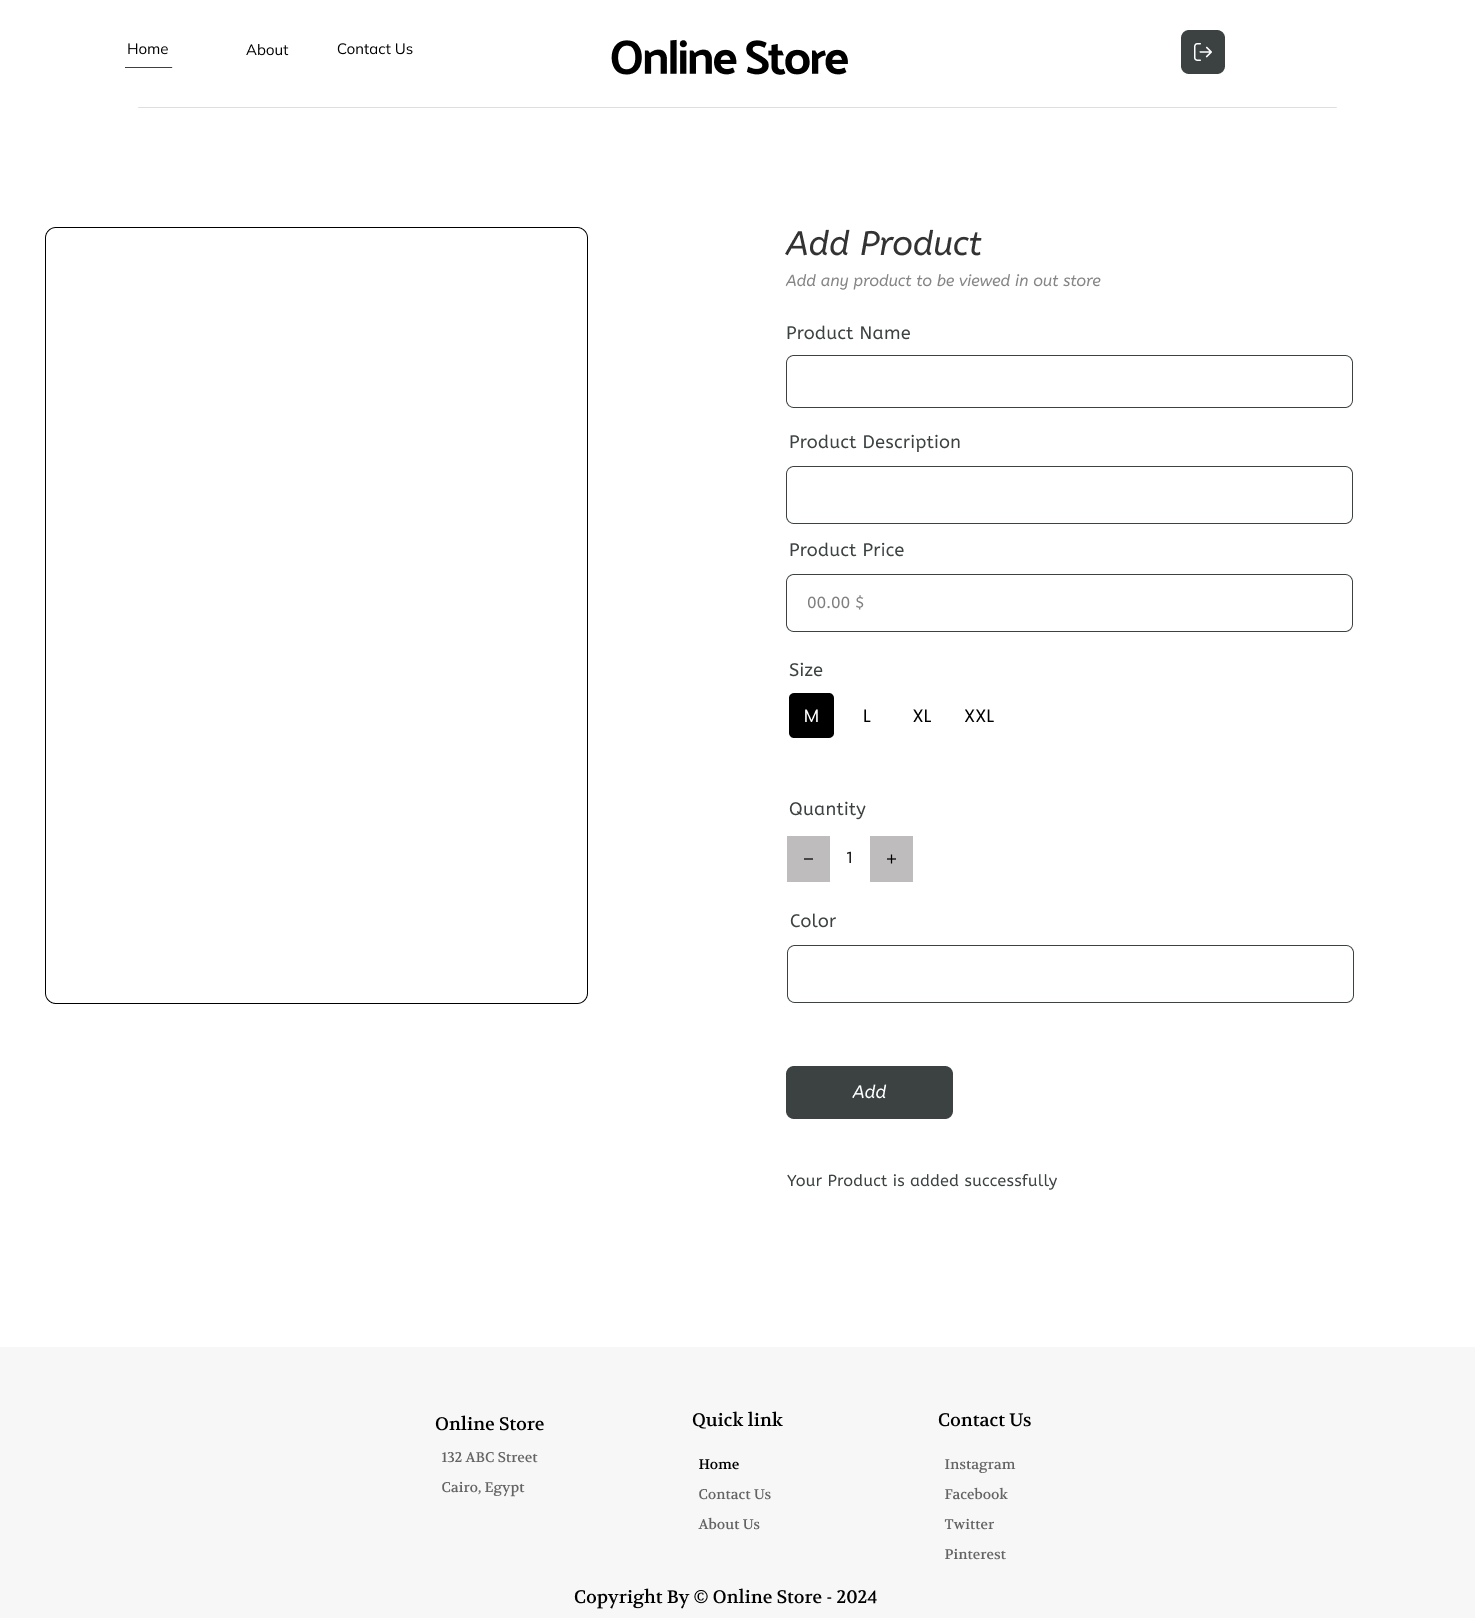 Home About Contact Us Online Store
Add Product
Add any product to be viewed in out store
Product Name
Product Description
Product Price
00.00 $
Size
M L XL XXL
Quantity
− 1 +
Color
Add
Your Product is added successfully
Online Store
132 ABC Street
Cairo, Egypt
Quick link
Home
Contact Us
About Us
Contact Us
Instagram
Facebook
Twitter
Pinterest
Copyright By © Online Store - 2024